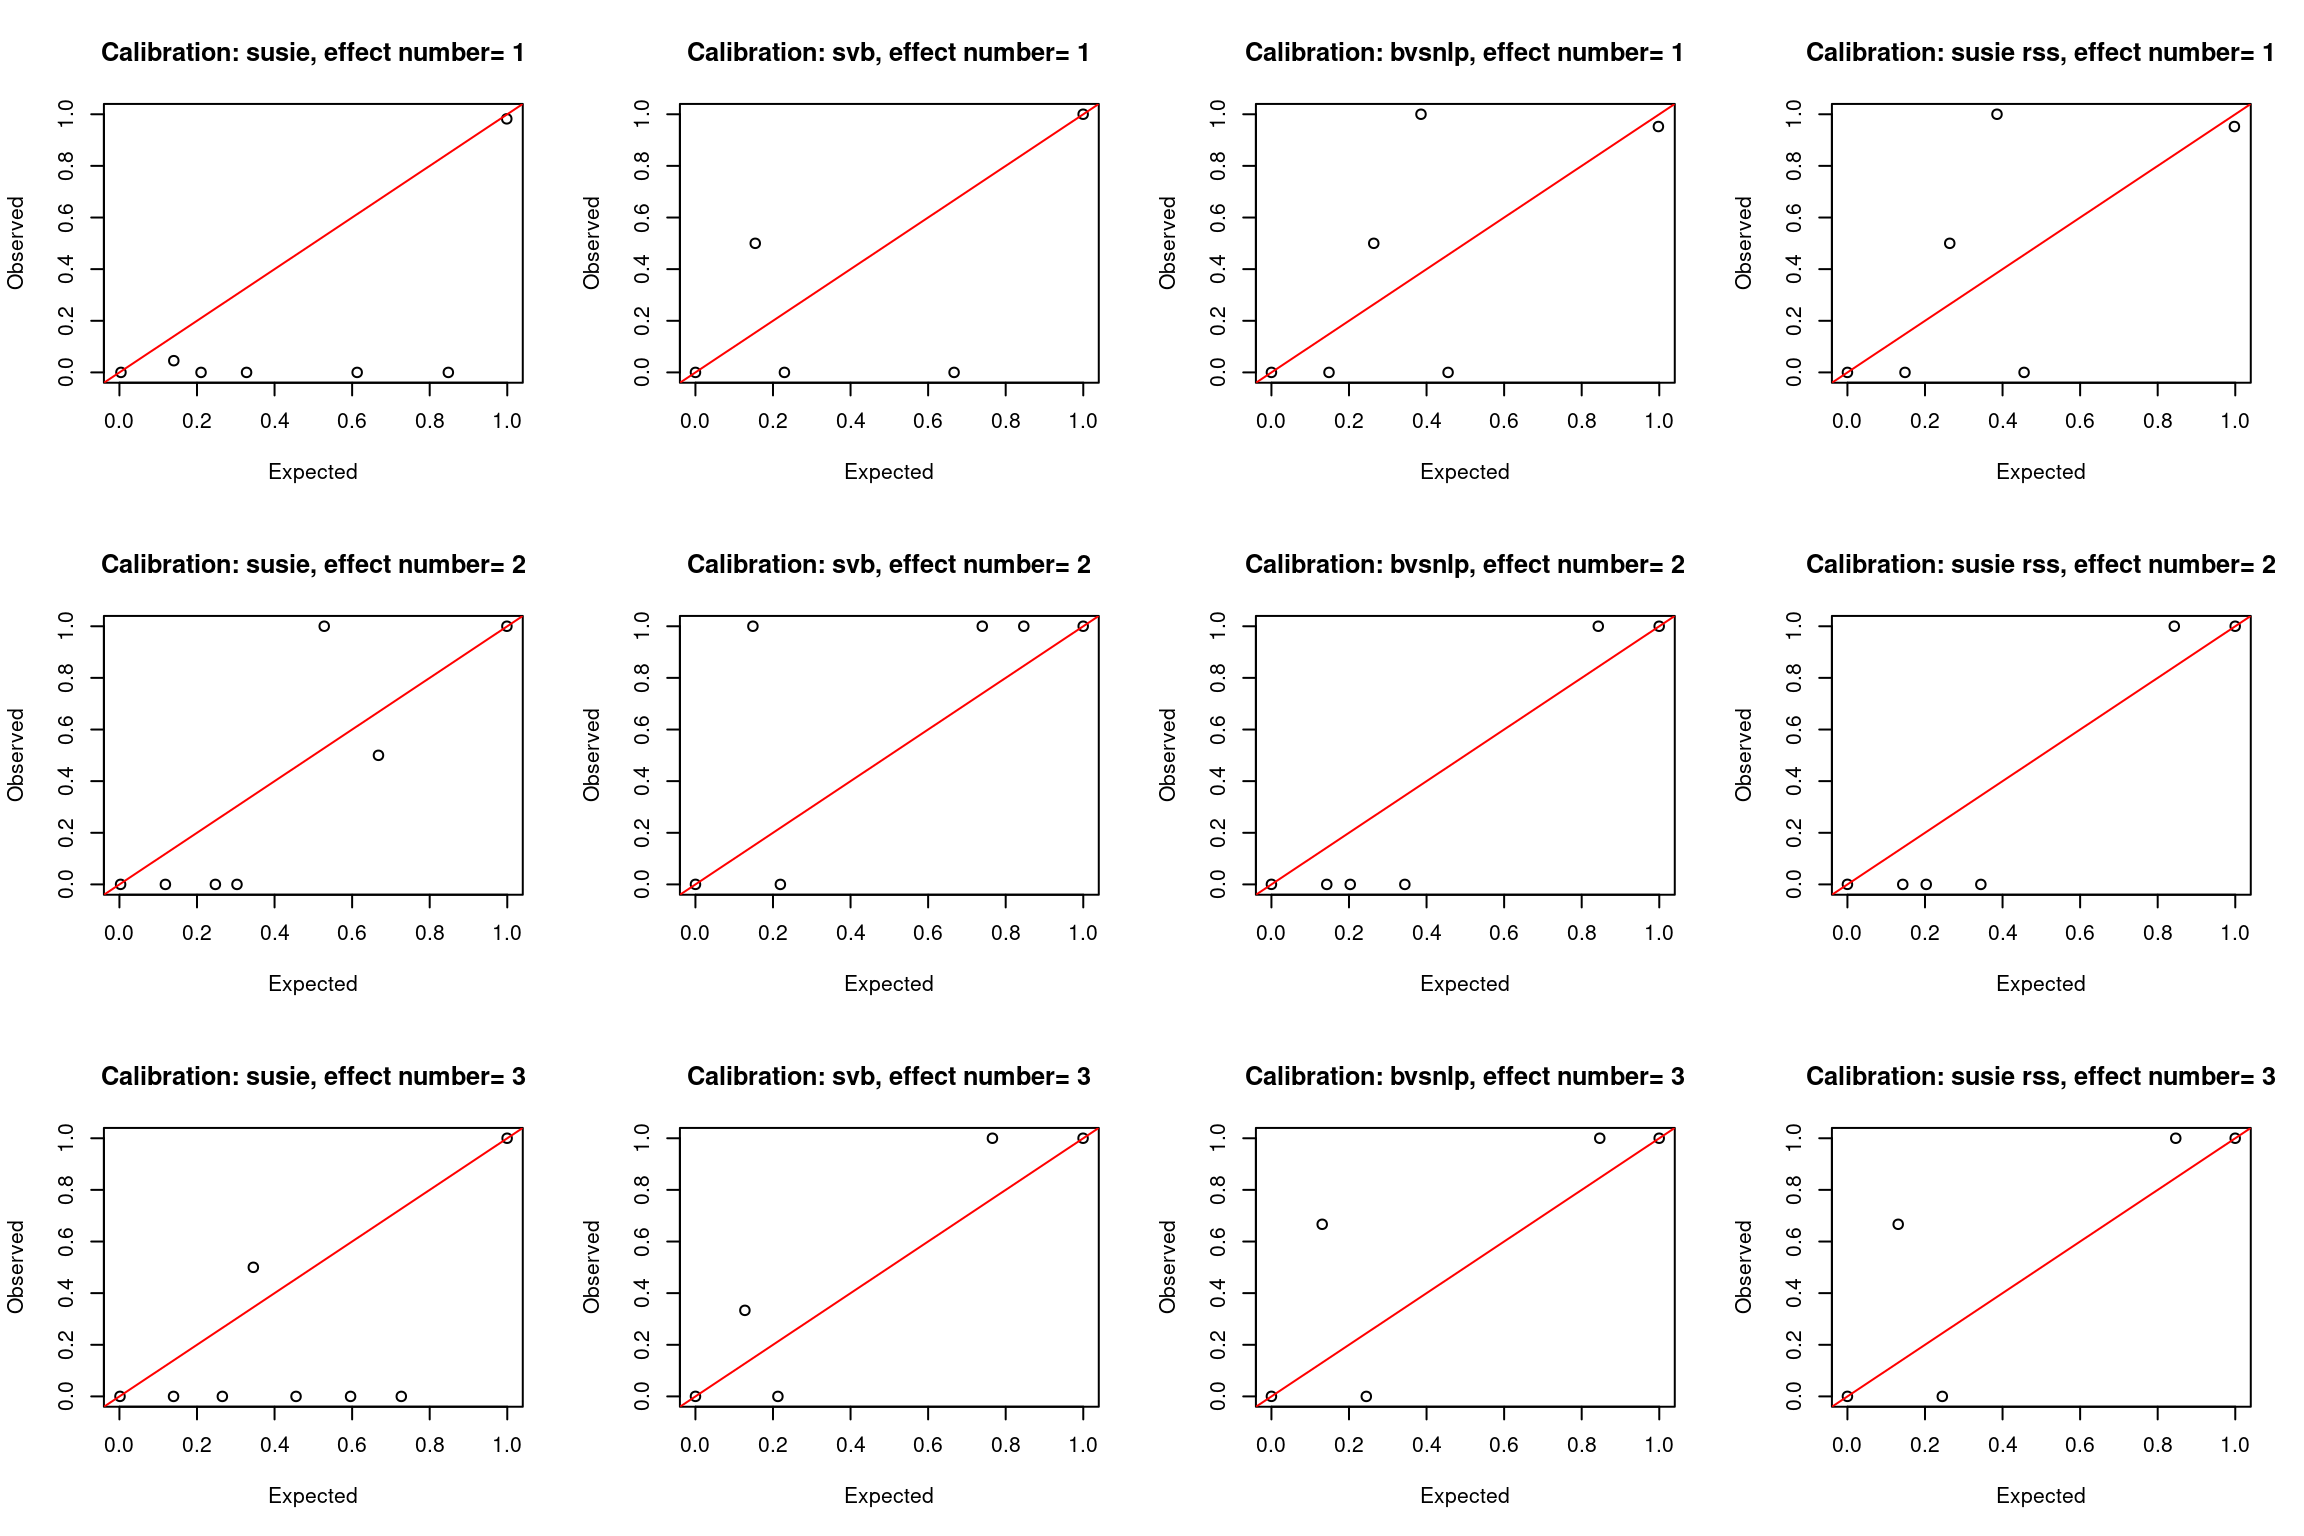 Calibration: susie, effect number= 1
Observed
1.0
0.8
0.6
0.4
0.2
0.0
0.0 0.2 0.4 0.6 0.8 1.0
Expected
Calibration: svb, effect number= 1
Observed
1.0
0.8
0.6
0.4
0.2
0.0
0.0 0.2 0.4 0.6 0.8 1.0
Expected
Calibration: bvsnlp, effect number= 1
Observed
1.0
0.8
0.6
0.4
0.2
0.0
0.0 0.2 0.4 0.6 0.8 1.0
Expected
Calibration: susie rss, effect number= 1
Observed
1.0
0.8
0.6
0.4
0.2
0.0
0.0 0.2 0.4 0.6 0.8 1.0
Expected
Calibration: susie, effect number= 2
Observed
1.0
0.8
0.6
0.4
0.2
0.0
0.0 0.2 0.4 0.6 0.8 1.0
Expected
Calibration: svb, effect number= 2
Observed
1.0
0.8
0.6
0.4
0.2
0.0
0.0 0.2 0.4 0.6 0.8 1.0
Expected
Calibration: bvsnlp, effect number= 2
Observed
1.0
0.8
0.6
0.4
0.2
0.0
0.0 0.2 0.4 0.6 0.8 1.0
Expected
Calibration: susie rss, effect number= 2
Observed
1.0
0.8
0.6
0.4
0.2
0.0
0.0 0.2 0.4 0.6 0.8 1.0
Expected
Calibration: susie, effect number= 3
Observed
1.0
0.8
0.6
0.4
0.2
0.0
0.0 0.2 0.4 0.6 0.8 1.0
Expected
Calibration: svb, effect number= 3
Observed
1.0
0.8
0.6
0.4
0.2
0.0
0.0 0.2 0.4 0.6 0.8 1.0
Expected
Calibration: bvsnlp, effect number= 3
Observed
1.0
0.8
0.6
0.4
0.2
0.0
0.0 0.2 0.4 0.6 0.8 1.0
Expected
Calibration: susie rss, effect number= 3
Observed
1.0
0.8
0.6
0.4
0.2
0.0
0.0 0.2 0.4 0.6 0.8 1.0
Expected